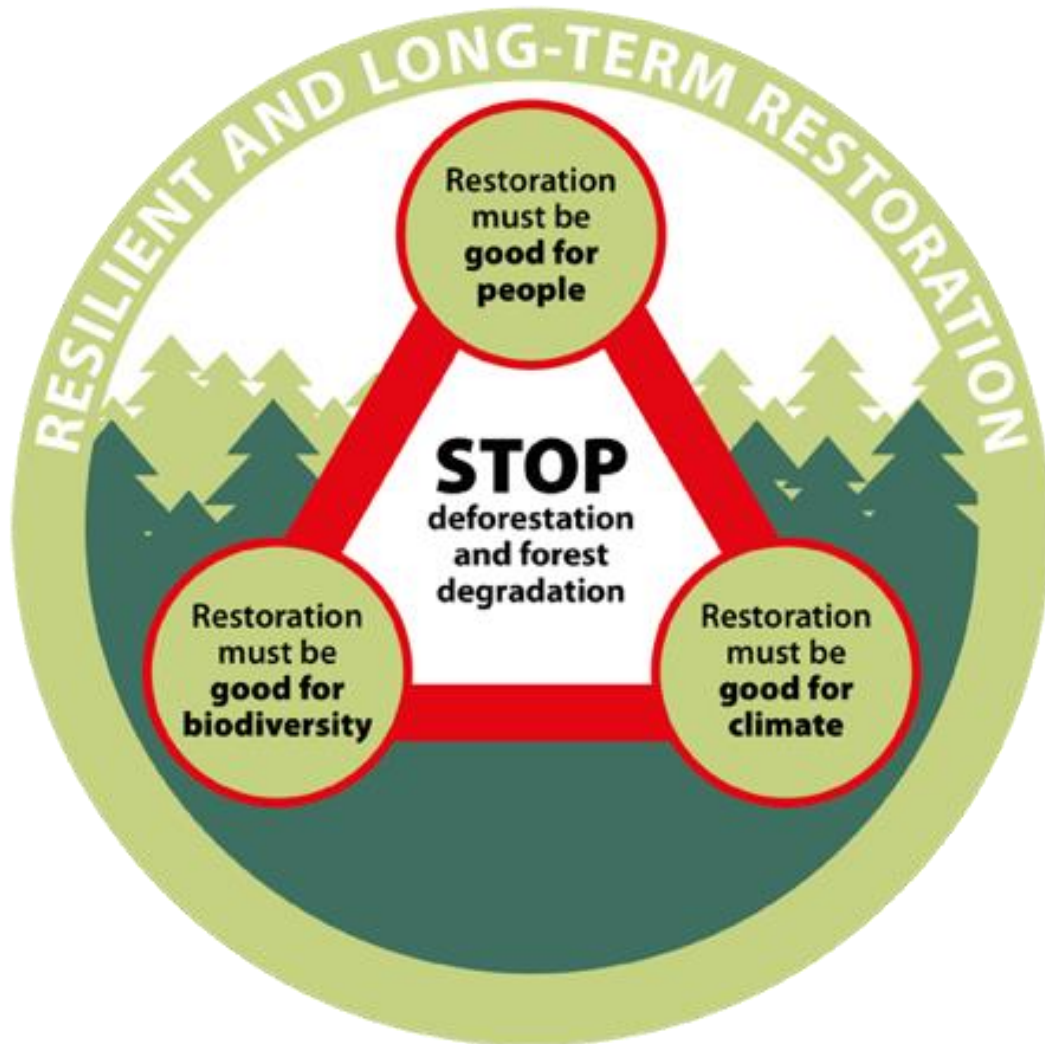 RESILIENT AND LONG-TERM RESTORATION
Restoration
must be
good for
people
STOP
deforestation
and forest
degradation
Restoration
must be
good for
biodiversity
Restoration
must be
good for
climate